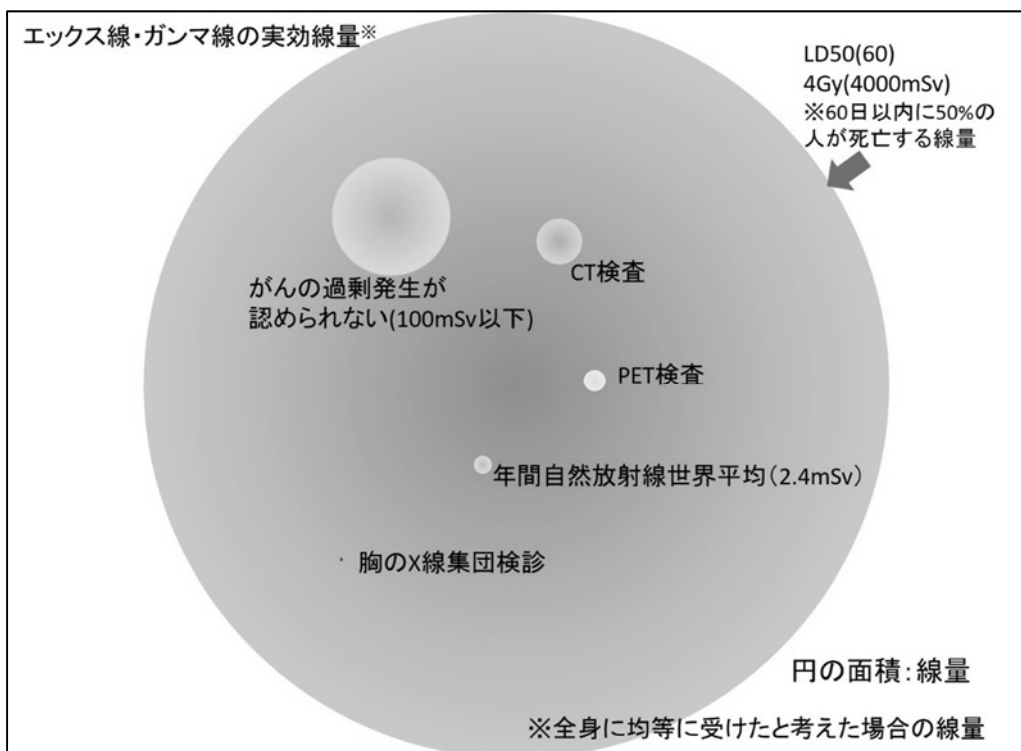 エックス線・ガンマ線の実効線量※
LD50(60)
4Gy(4000mSv)
※60日以内に50%の
人が死亡する線量
CT検査
がんの過剰発生が
認められない(100mSv以下)
PET検査
年間自然放射線世界平均(2.4mSv)
胸のX線集団検診
円の面積:線量
※全身に均等に受けたと考えた場合の線量